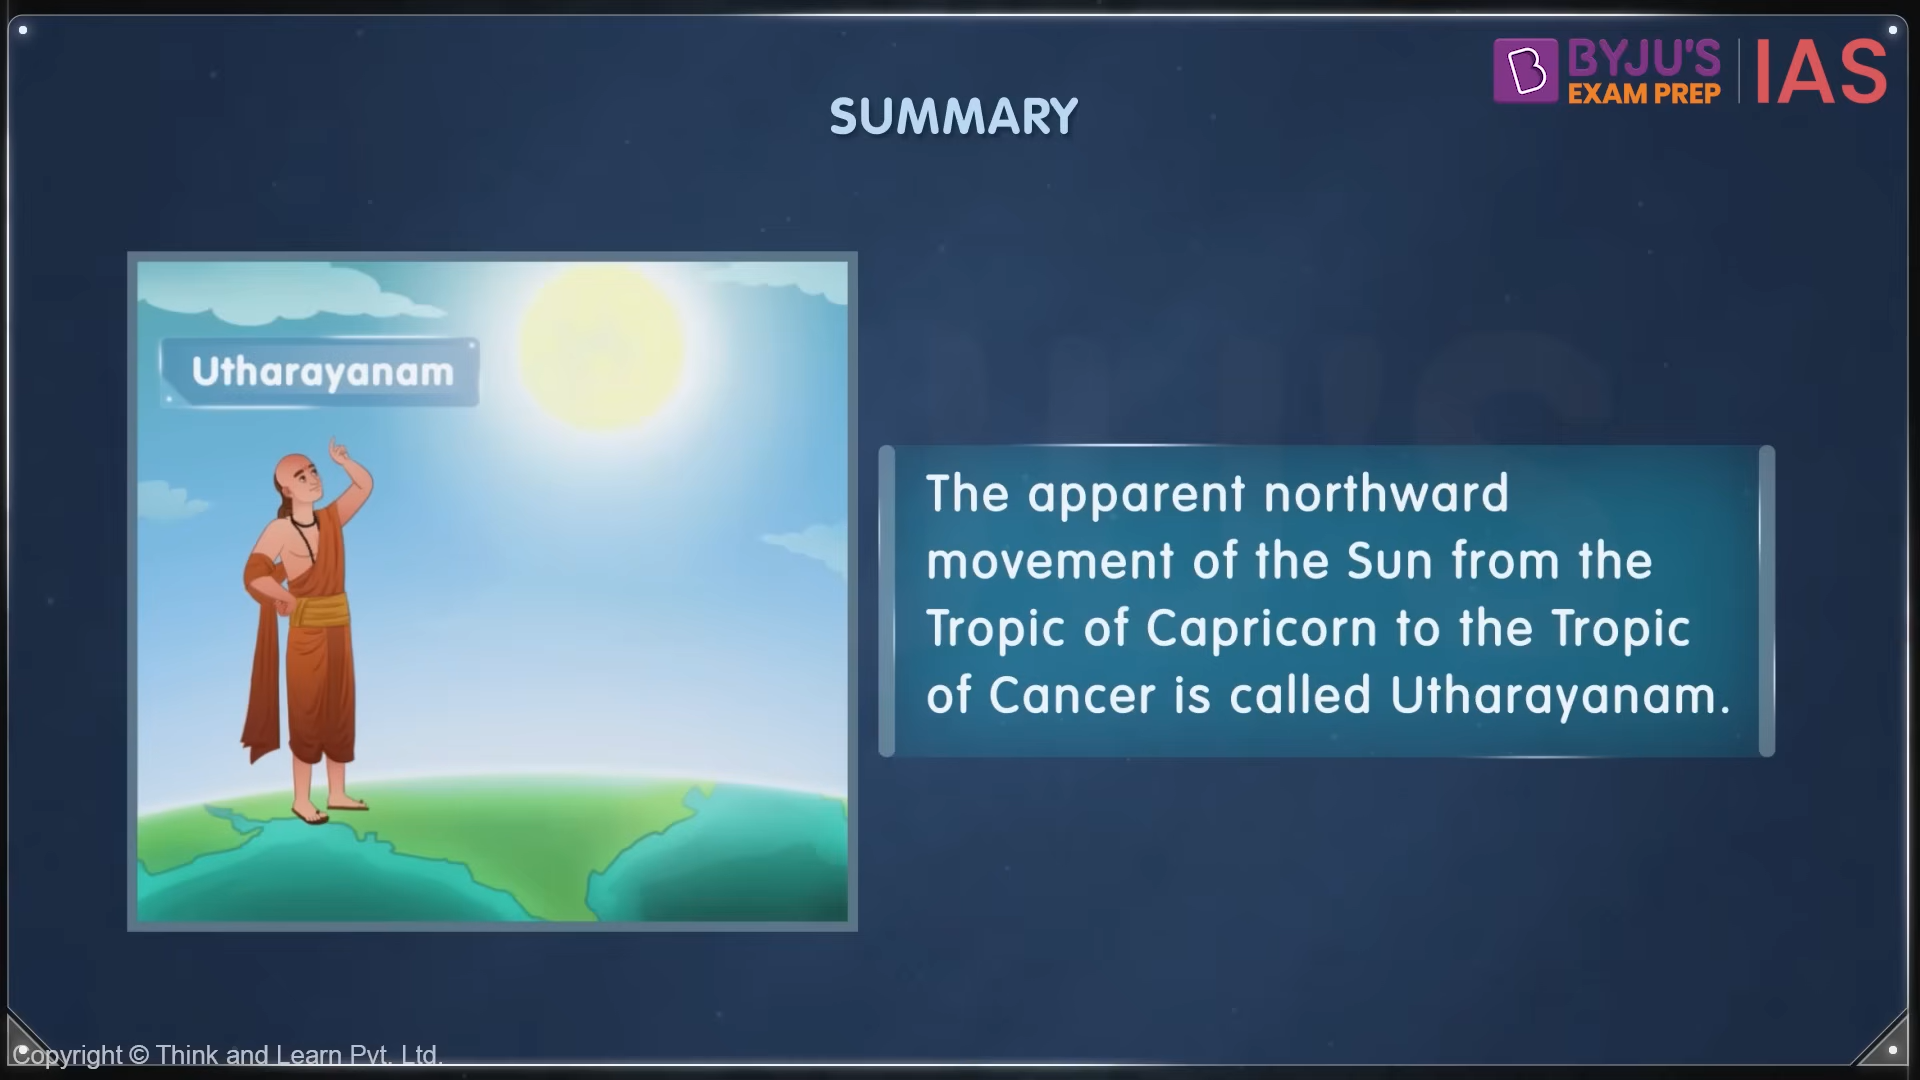 BYJU'S
EXAM PREP
IAS
SUMMARY
Utharayanam
The apparent northward
movement of the Sun from the
Tropic of Capricorn to the Tropic
of Cancer is called Utharayanam.
Copyright © Think and Learn Pvt. Ltd.